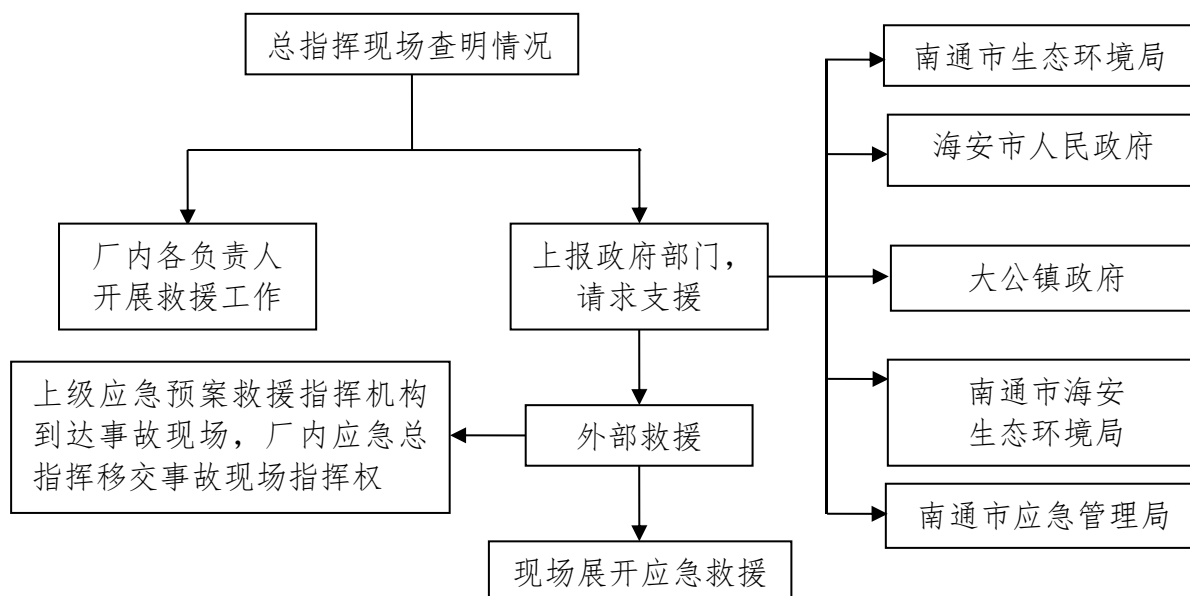 总指挥现场查明情况
厂内各负责人
开展救援工作
上报政府部门，
请求支援
上级应急预案救援指挥机构
到达事故现场，厂内应急总
指挥移交事故现场指挥权
外部救援
现场展开应急救援
南通市生态环境局
海安市人民政府
大公镇政府
南通市海安
生态环境局
南通市应急管理局